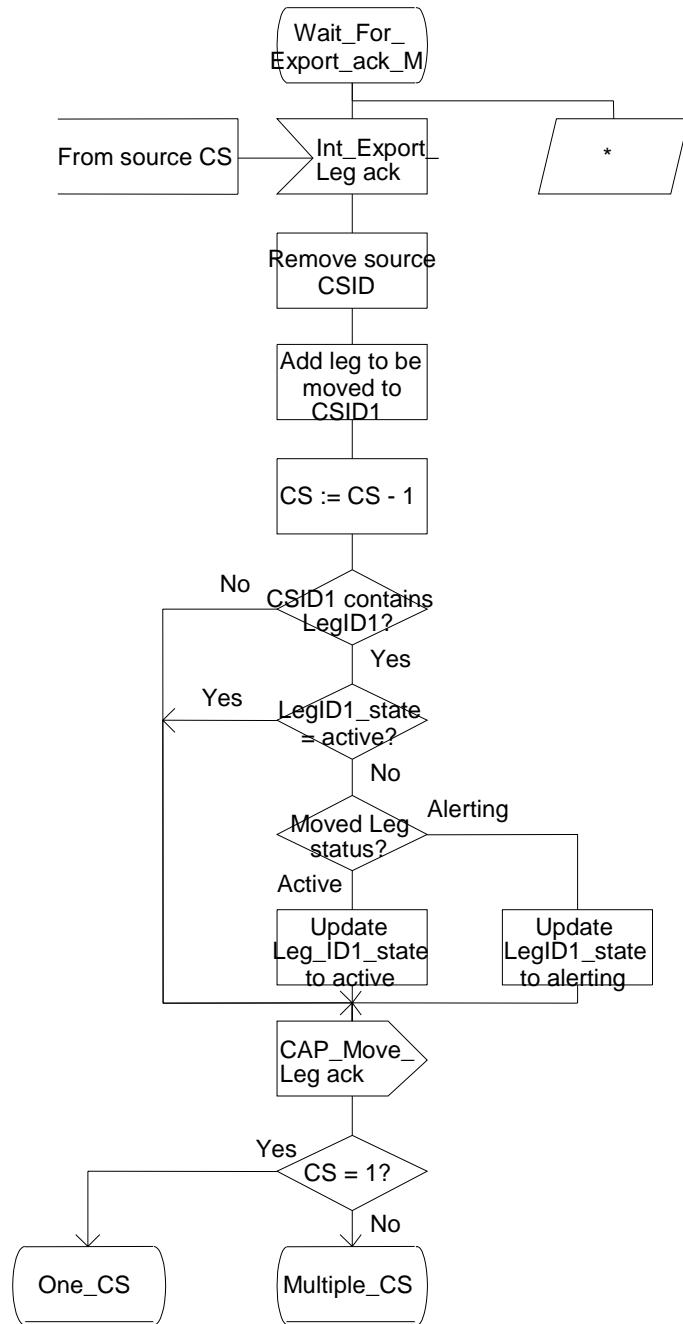 Wait_For_
Export_ack_M
From source CS
Int_Export_
Leg ack
*
Remove source
CSID
Add leg to be
moved to
CSID1
CS := CS - 1
No
CSID1 contains
LegID1?
Yes
Yes
LegID1_state
= active?
No
Alerting
Moved Leg
status?
Active
Update
Leg_ID1_state
to active
Update
LegID1_state
to alerting
CAP_Move_
Leg ack
Yes
CS = 1?
No
One_CS
Multiple_CS